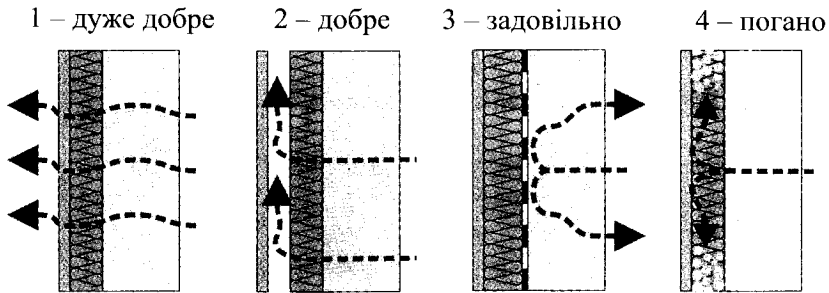 1 – дуже добре 2 – добре 3 – задовільно 4 – погано